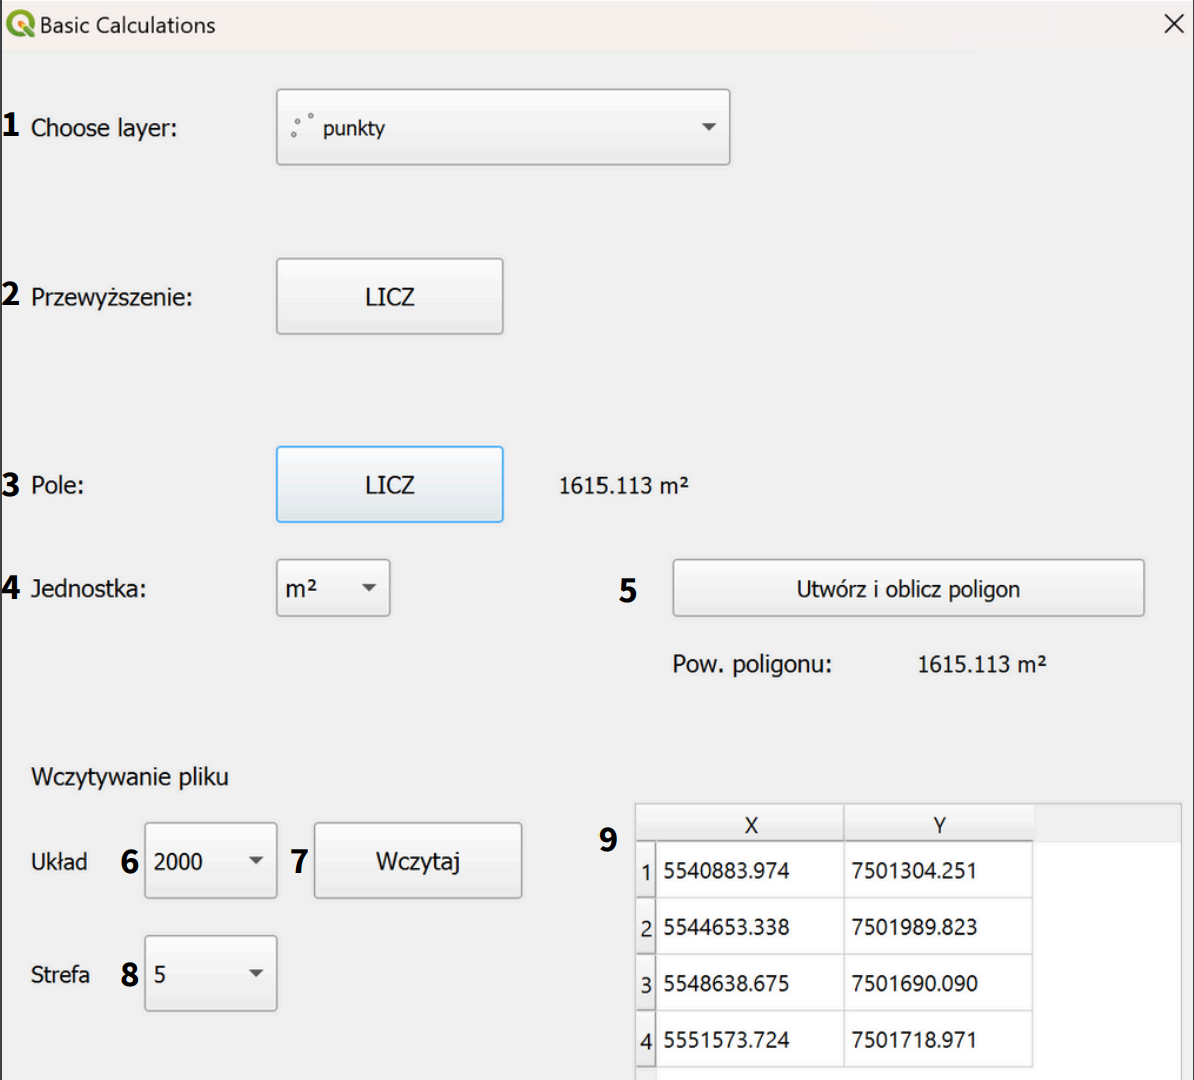 Basic Calculations
1 Choose layer: punkty
2 Przewyższenie: LICZ
3 Pole: LICZ 1615.113 m²
4 Jednostka: m² 5 Utwórz i oblicz poligon
Pow. poligonu: 1615.113 m²
Wczytywanie pliku
9 X Y
Układ 6 2000 7 Wczytaj
1 5540883.974 7501304.251
2 5544653.338 7501989.823
Strefa 8 5
3 5548638.675 7501690.090
4 5551573.724 7501718.971